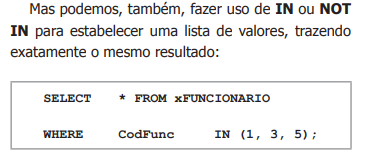 Mas podemos, também, fazer uso de IN ou NOT
IN para estabelecer uma lista de valores, trazendo
exatamente o mesmo resultado:
SELECT * FROM xFUNCIONARIO
WHERE CodFunc IN (1, 3, 5);